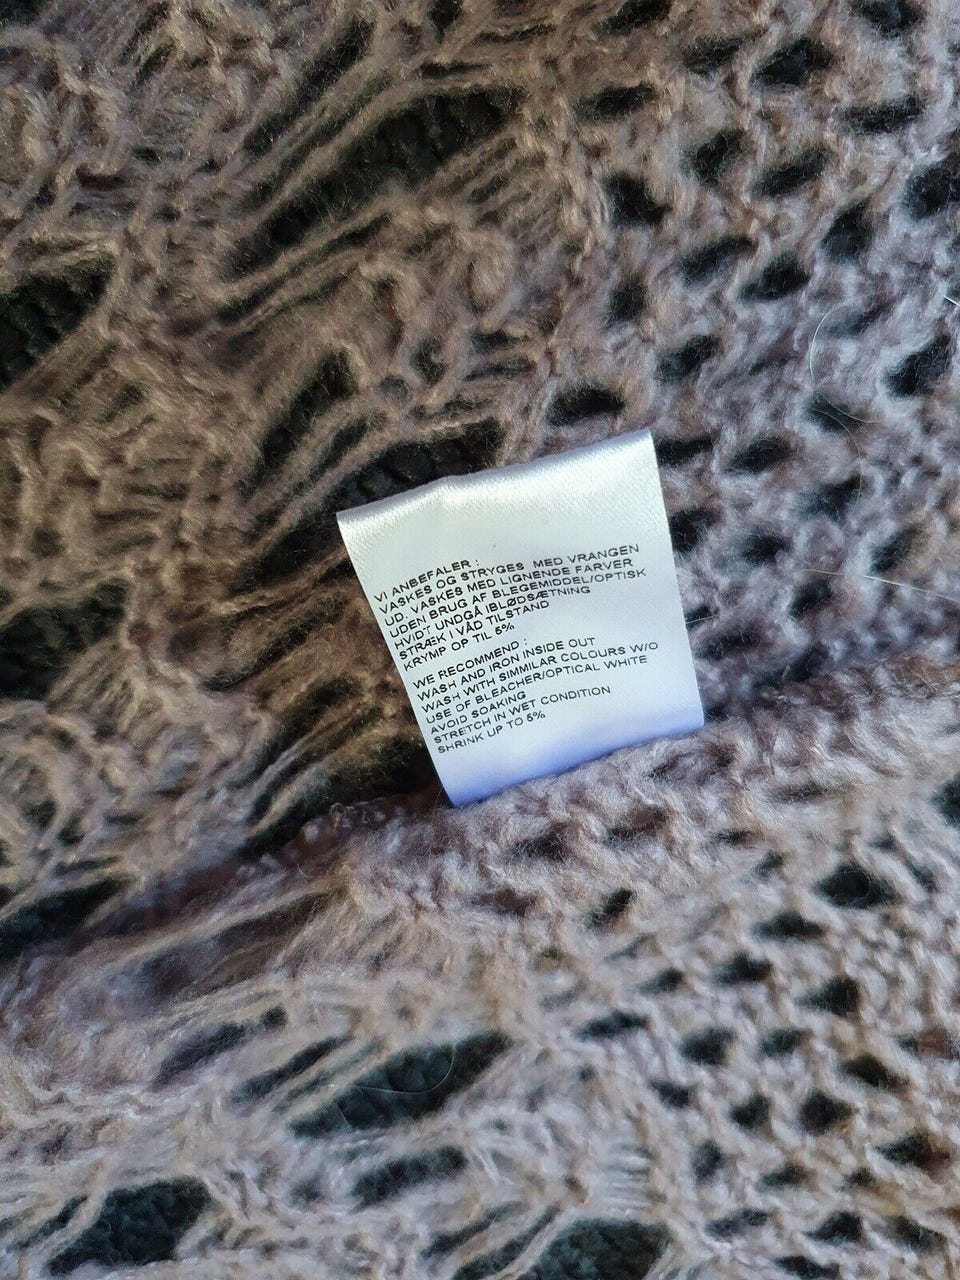 VI ANBEFALER :
VASKES OG STRYGES MED VRANGEN
UD. VASKES MED LIGNENDE FARVER
UDEN BRUG AF BLEGEMIDDEL/OPTISK
HVIDT UNDGÅ IBLØDSÆTNING
STRÆK I VÅD TILSTAND
KRYMP OP TIL 5%
WE RECOMMEND :
WASH AND IRON INSIDE OUT
WASH WITH SIMMILAR COLOURS W/O
USE OF BLEACHER/OPTICAL WHITE
AVOID SOAKING
STRETCH IN WET CONDITION
SHRINK UP TO 5%